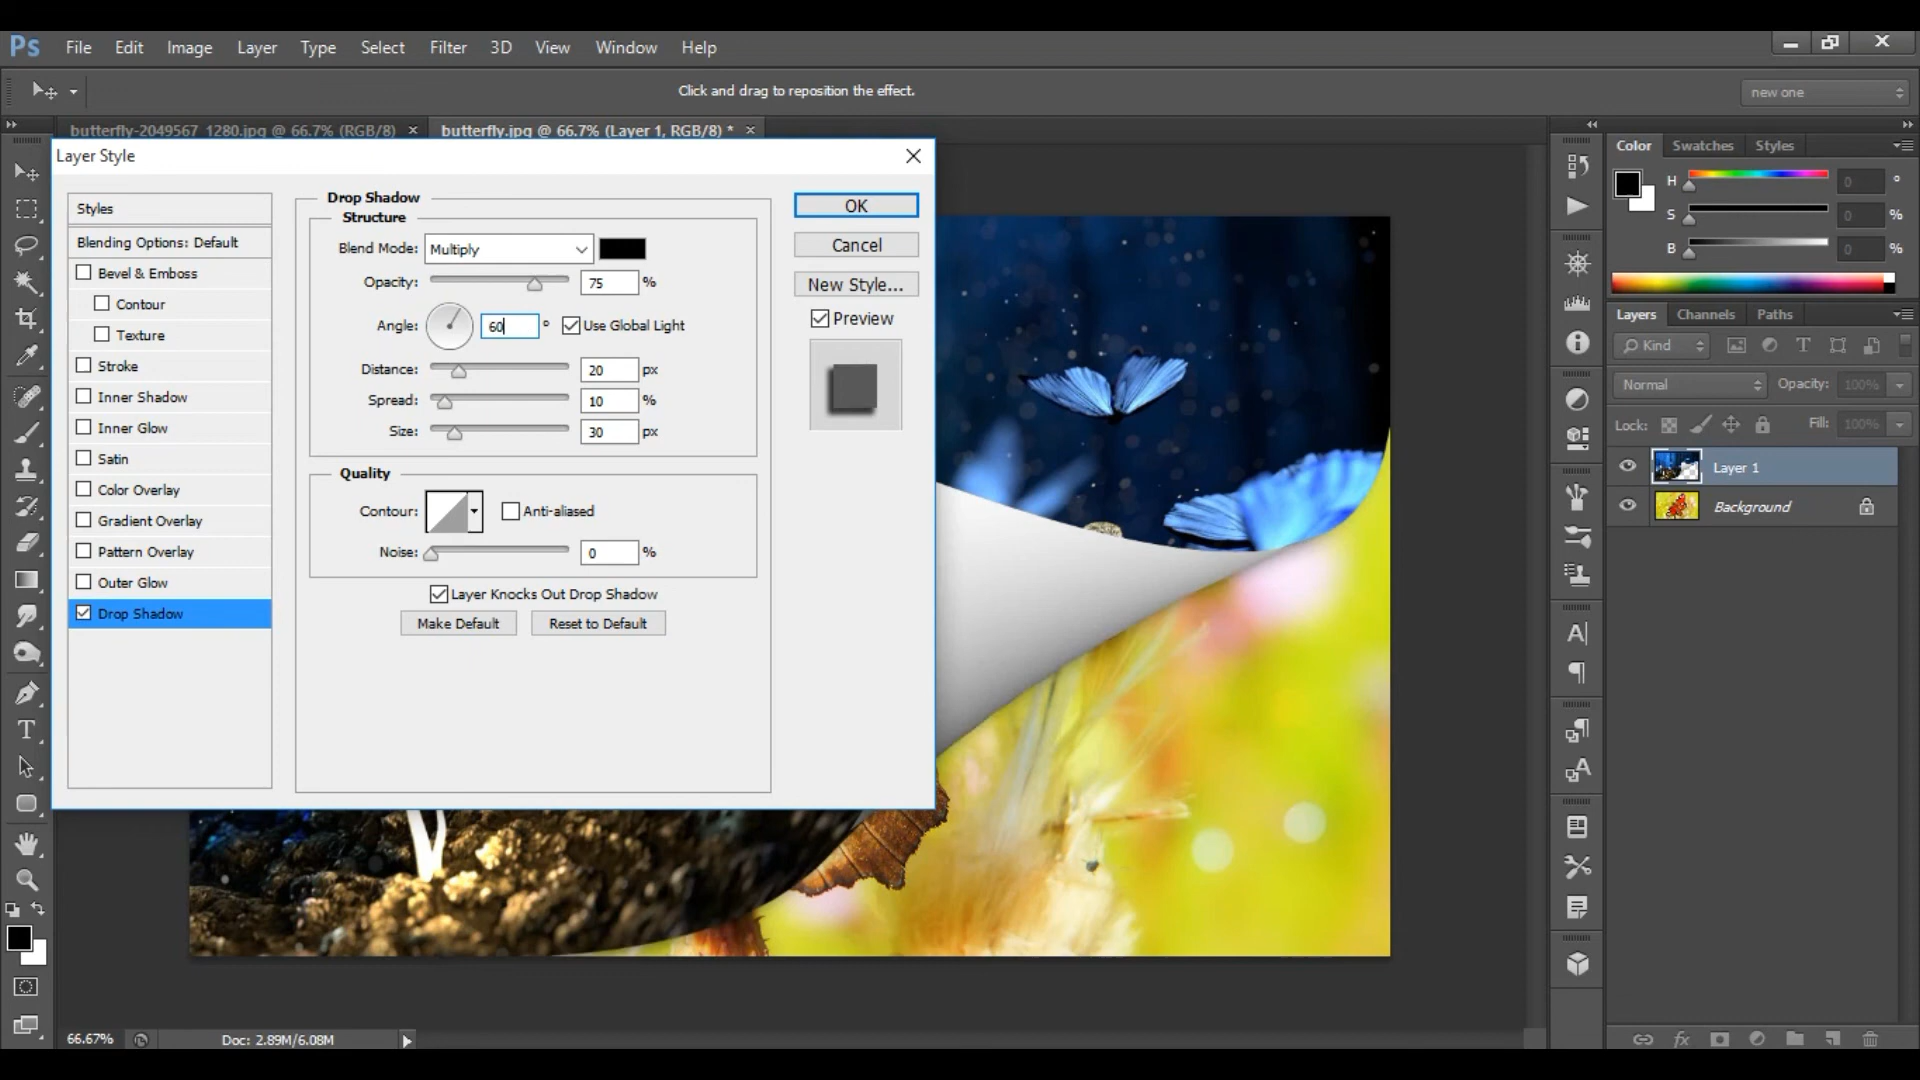 Ps File Edit Image Layer Type Select Filter 3D View Window Help
Click and drag to reposition the effect.
new one
butterfly-2049567_1280.jpg @ 66.7% (RGB/8) × butterfly.jpg @ 66.7% (Layer 1, RGB/8) * ×
Layer Style
Styles
Blending Options: Default
Bevel & Emboss
Contour
Texture
Stroke
Inner Shadow
Inner Glow
Satin
Color Overlay
Gradient Overlay
Pattern Overlay
Outer Glow
Drop Shadow
Drop Shadow
Structure
Blend Mode: Multiply
Opacity: 75 %
Angle: 60 ° Use Global Light
Distance: 20 px
Spread: 10 %
Size: 30 px
Quality
Contour: Anti-aliased
Noise: 0 %
Layer Knocks Out Drop Shadow
Make Default Reset to Default
OK
Cancel
New Style...
Preview
Color Swatches Styles
H 0 °
S 0 %
B 0 %
Layers Channels Paths
Kind
Normal Opacity: 100%
Lock: Fill: 100%
Layer 1
Background
66.67% Doc: 2.89M/6.08M